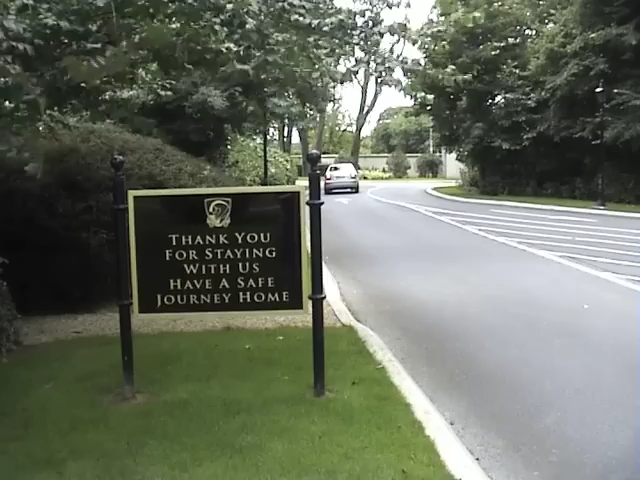 THANK YOU
FOR STAYING
WITH US
HAVE A SAFE
JOURNEY HOME